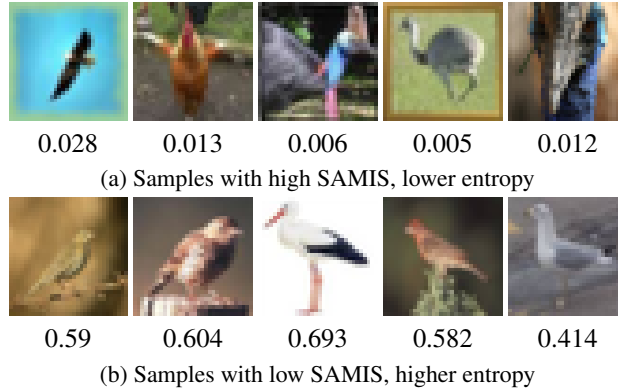 0.028 0.013 0.006 0.005 0.012
(a) Samples with high SAMIS, lower entropy
0.59 0.604 0.693 0.582 0.414
(b) Samples with low SAMIS, higher entropy